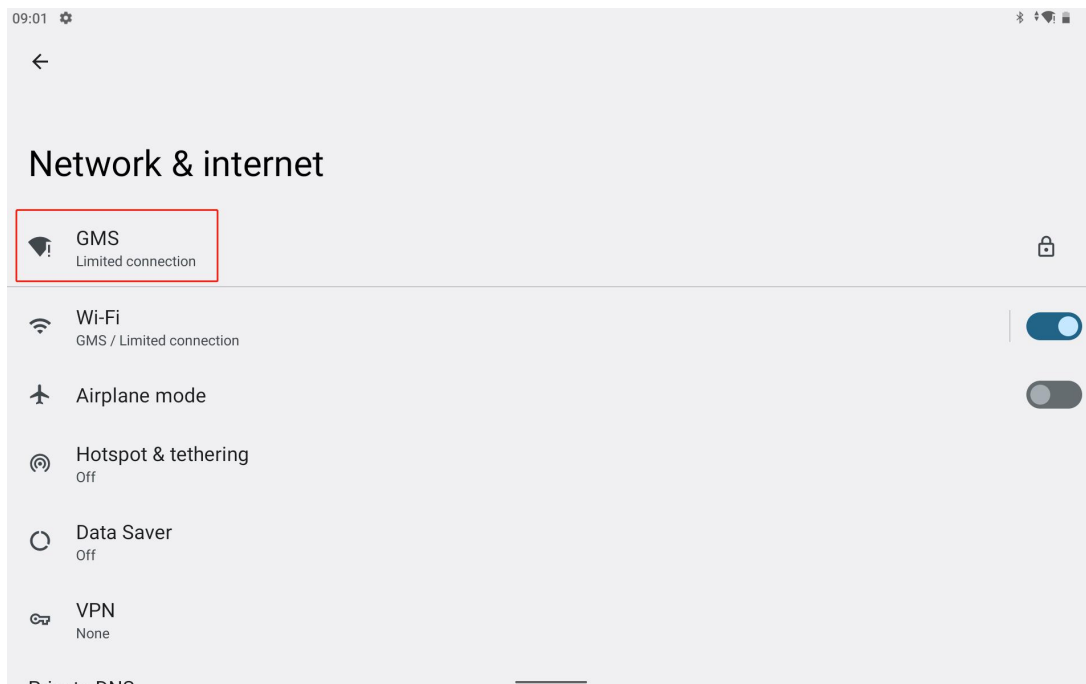 09:01
Network & internet
GMS
Limited connection
Wi-Fi
GMS / Limited connection
Airplane mode
Hotspot & tethering
Off
Data Saver
Off
VPN
None